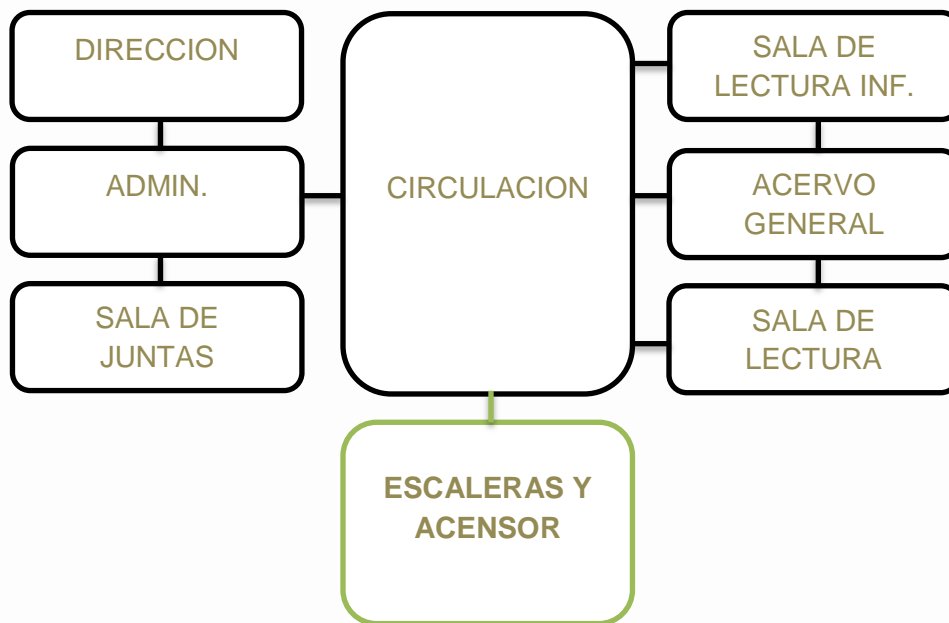 DIRECCION
ADMIN.
SALA DE
JUNTAS
CIRCULACION
SALA DE
LECTURA INF.
ACERVO
GENERAL
SALA DE
LECTURA
ESCALERAS Y
ACENSOR